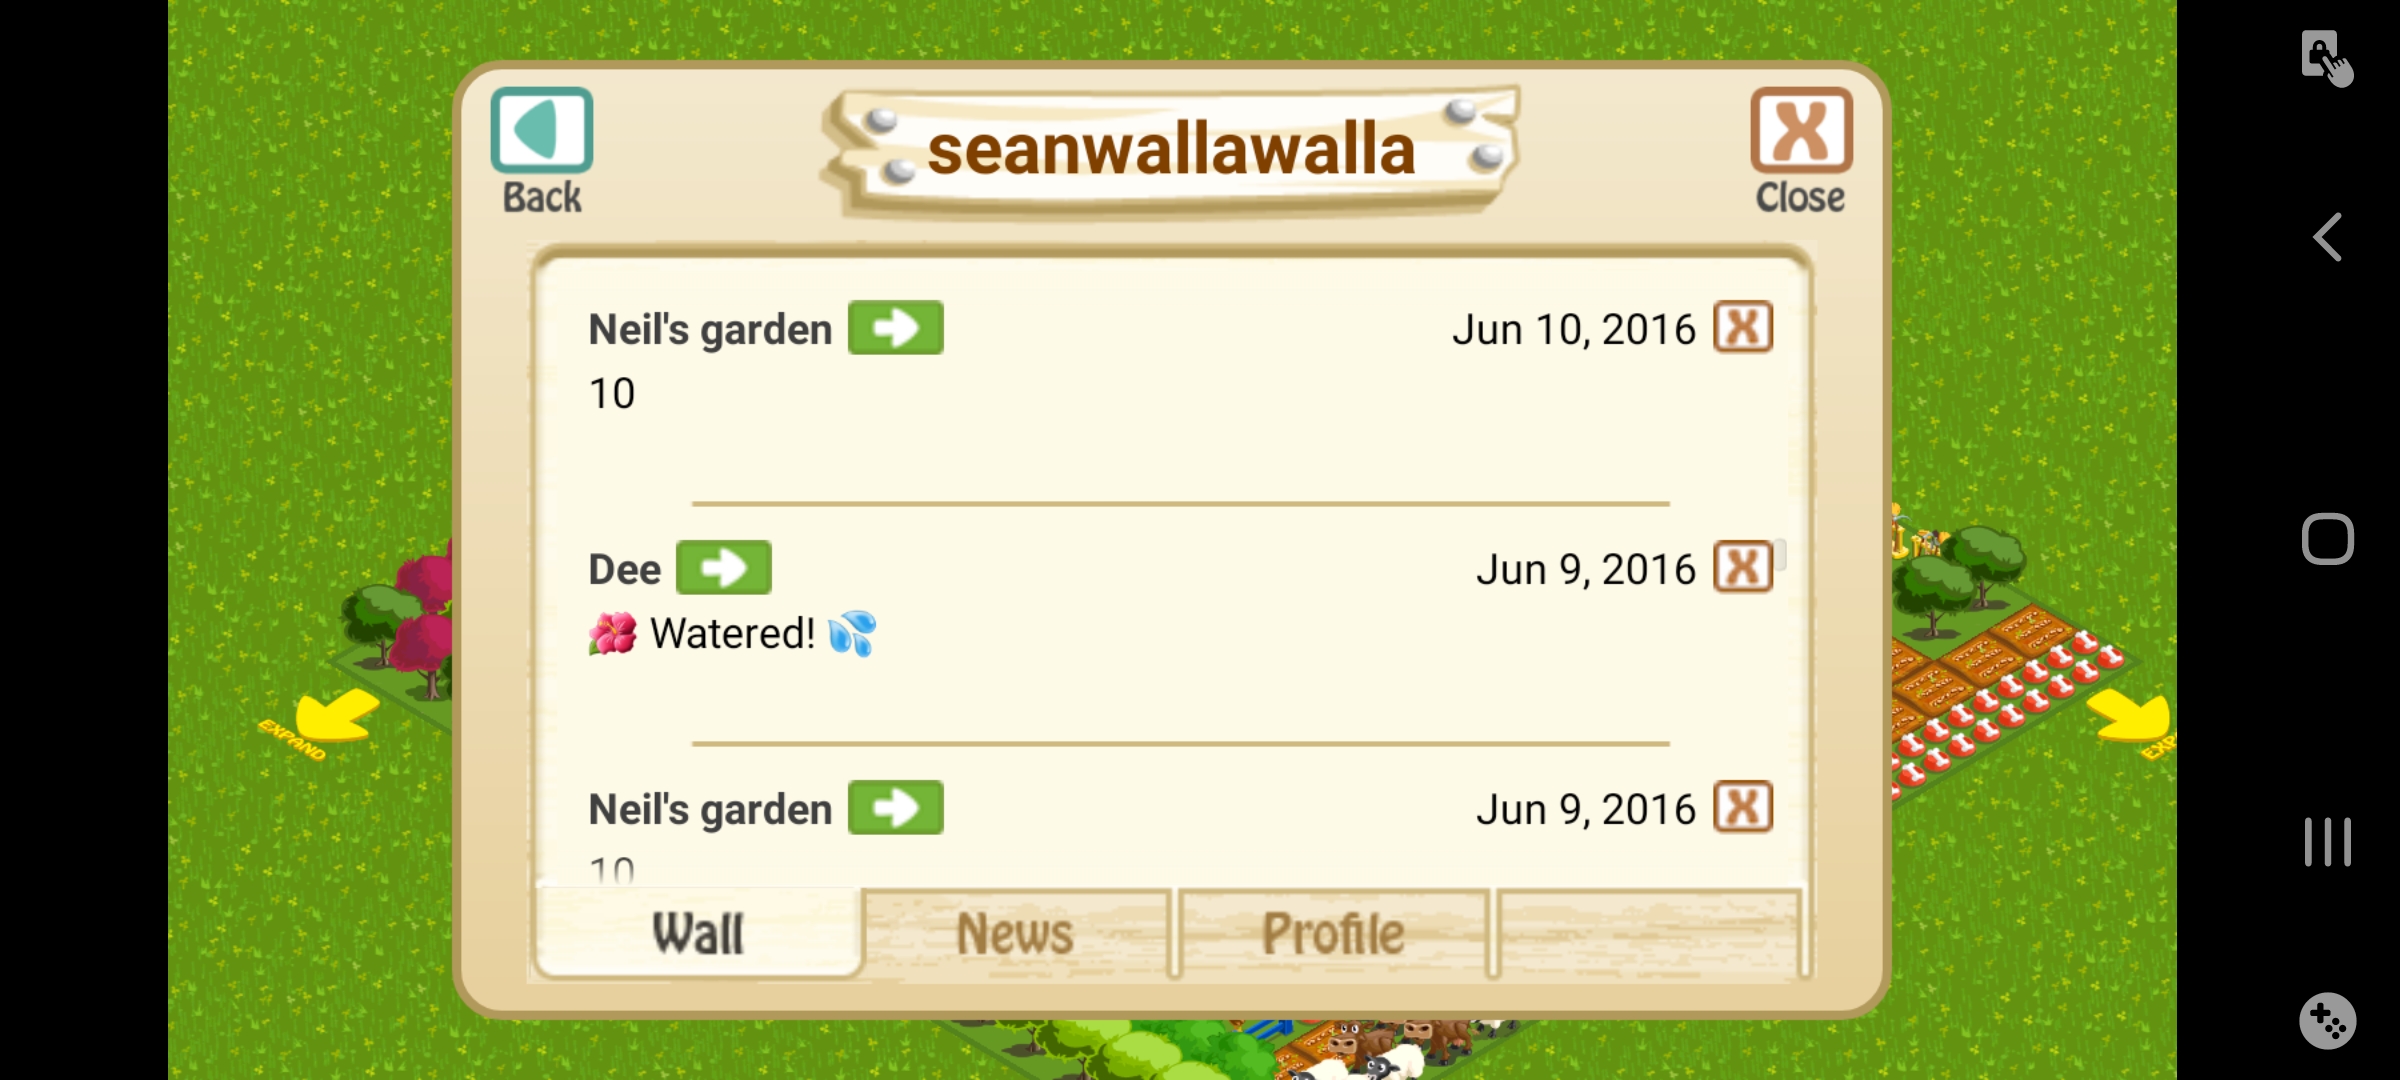 Back
seanwallawalla
Close
Neil's garden
Jun 10, 2016
10
Dee
Jun 9, 2016
🌺 Watered! 💦
Neil's garden
Jun 9, 2016
10
EXPAND
EXP
Wall
News
Profile